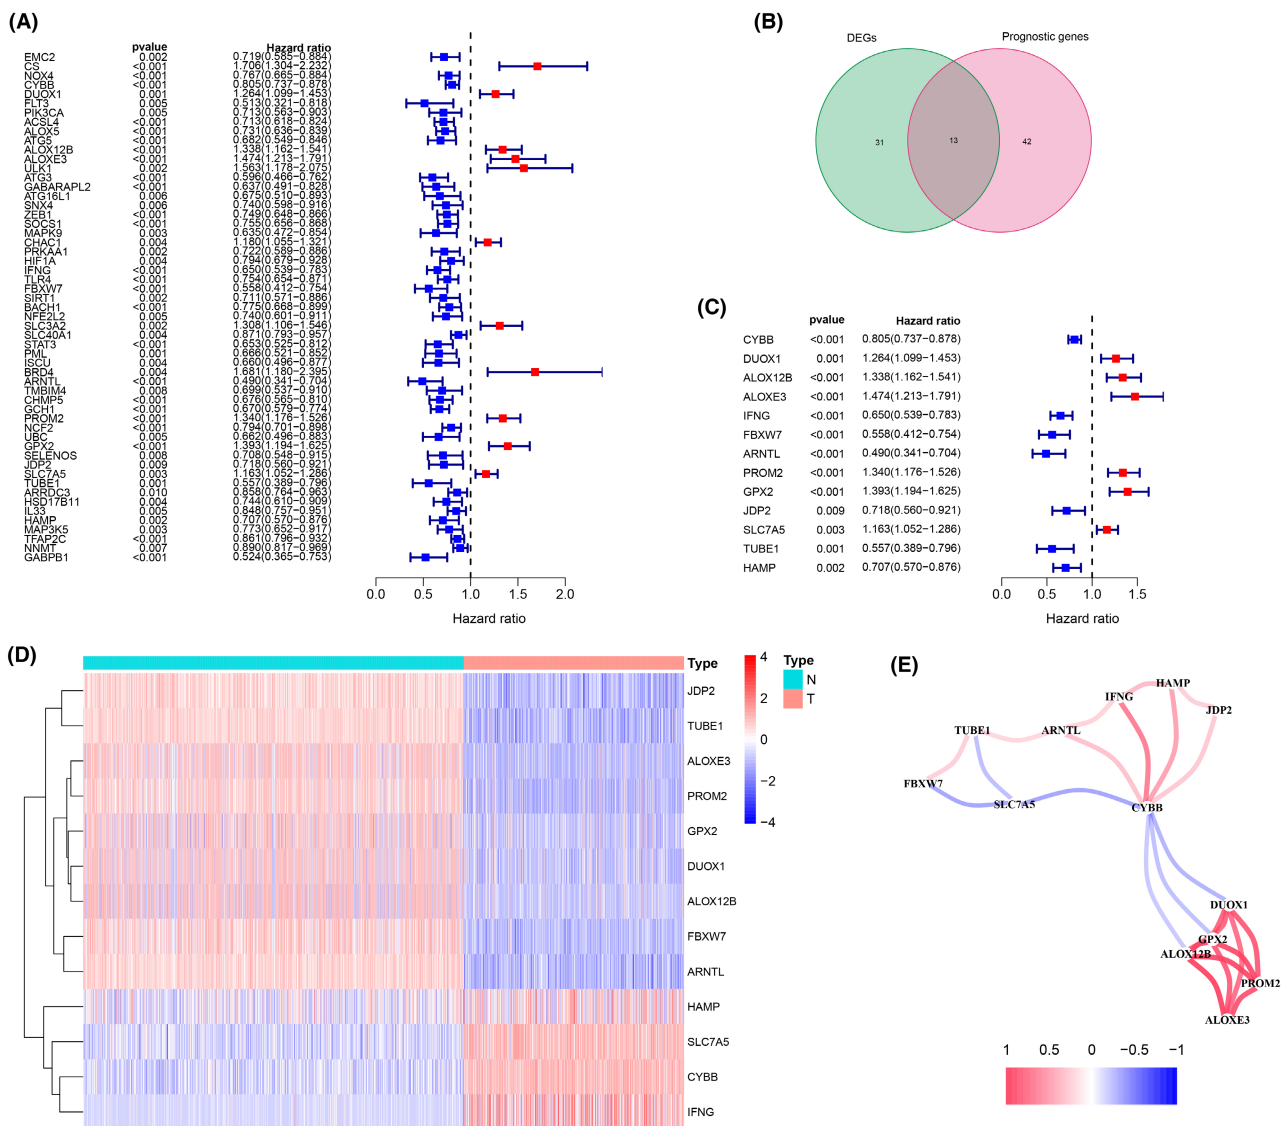 (A)
pvalue Hazard ratio
EMC2 0.002 0.719(0.585−0.884)
CS <0.001 1.706(1.304−2.232)
NOX4 <0.001 0.767(0.665−0.884)
CYBB <0.001 0.805(0.737−0.878)
DUOX1 0.001 1.264(1.099−1.453)
FLT3 0.005 0.513(0.321−0.818)
PIK3CA 0.005 0.713(0.563−0.903)
ACSL4 <0.001 0.713(0.618−0.824)
ALOX5 <0.001 0.731(0.636−0.839)
ATG5 <0.001 0.682(0.549−0.846)
ALOX12B <0.001 1.338(1.162−1.541)
ALOXE3 <0.001 1.474(1.213−1.791)
ULK1 0.002 1.563(1.178−2.075)
ATG3 <0.001 0.596(0.466−0.762)
GABARAPL2 <0.001 0.637(0.491−0.828)
ATG16L1 0.006 0.675(0.510−0.893)
SNX4 0.006 0.740(0.598−0.916)
ZEB1 <0.001 0.749(0.648−0.866)
SOCS1 <0.001 0.755(0.656−0.868)
MAPK9 0.003 0.635(0.472−0.854)
CHAC1 0.004 1.180(1.055−1.321)
PRKAA1 0.002 0.722(0.589−0.886)
HIF1A 0.004 0.794(0.679−0.928)
IFNG <0.001 0.650(0.539−0.783)
TLR4 <0.001 0.754(0.654−0.871)
FBXW7 <0.001 0.558(0.412−0.754)
SIRT1 0.002 0.711(0.571−0.886)
BACH1 <0.001 0.775(0.668−0.899)
NFE2L2 0.005 0.740(0.601−0.911)
SLC3A2 0.002 1.308(1.106−1.546)
SLC40A1 0.004 0.871(0.793−0.957)
STAT3 <0.001 0.653(0.525−0.812)
PML 0.001 0.666(0.521−0.852)
ISCU 0.004 0.660(0.496−0.877)
BRD4 0.004 1.681(1.180−2.395)
ARNTL <0.001 0.490(0.341−0.704)
TMBIM4 0.008 0.699(0.537−0.910)
CHMP5 <0.001 0.676(0.565−0.810)
GCH1 <0.001 0.670(0.579−0.774)
PROM2 <0.001 1.340(1.176−1.526)
NCF2 <0.001 0.794(0.701−0.898)
UBC 0.005 0.662(0.496−0.883)
GPX2 <0.001 1.393(1.194−1.625)
SELENOS 0.008 0.708(0.548−0.915)
JDP2 0.009 0.718(0.560−0.921)
SLC7A5 0.003 1.163(1.052−1.286)
TUBE1 0.001 0.557(0.389−0.796)
ARRDC3 0.010 0.858(0.764−0.963)
HSD17B11 0.004 0.744(0.610−0.909)
IL33 0.005 0.848(0.757−0.951)
HAMP 0.002 0.707(0.570−0.876)
MAP3K5 0.003 0.773(0.652−0.917)
TFAP2C <0.001 0.861(0.796−0.932)
NNMT 0.007 0.890(0.817−0.969)
GABPB1 <0.001 0.524(0.365−0.753)
0.0 0.5 1.0 1.5 2.0
Hazard ratio
(B)
DEGs Prognostic genes
31 13 42
(C)
pvalue Hazard ratio
CYBB <0.001 0.805(0.737−0.878)
DUOX1 0.001 1.264(1.099−1.453)
ALOX12B <0.001 1.338(1.162−1.541)
ALOXE3 <0.001 1.474(1.213−1.791)
IFNG <0.001 0.650(0.539−0.783)
FBXW7 <0.001 0.558(0.412−0.754)
ARNTL <0.001 0.490(0.341−0.704)
PROM2 <0.001 1.340(1.176−1.526)
GPX2 <0.001 1.393(1.194−1.625)
JDP2 0.009 0.718(0.560−0.921)
SLC7A5 0.003 1.163(1.052−1.286)
TUBE1 0.001 0.557(0.389−0.796)
HAMP 0.002 0.707(0.570−0.876)
0.0 0.5 1.0 1.5
Hazard ratio
(D)
Type
JDP2
TUBE1
ALOXE3
PROM2
GPX2
DUOX1
ALOX12B
FBXW7
ARNTL
HAMP
SLC7A5
CYBB
IFNG
4
2
0
−2
−4
Type
N
T
(E)
HAMP
IFNG
JDP2
TUBE1 ARNTL
FBXW7
SLC7A5 CYBB
DUOX1
GPX2
ALOX12B
PROM2
ALOXE3
1 0.5 0 −0.5 −1